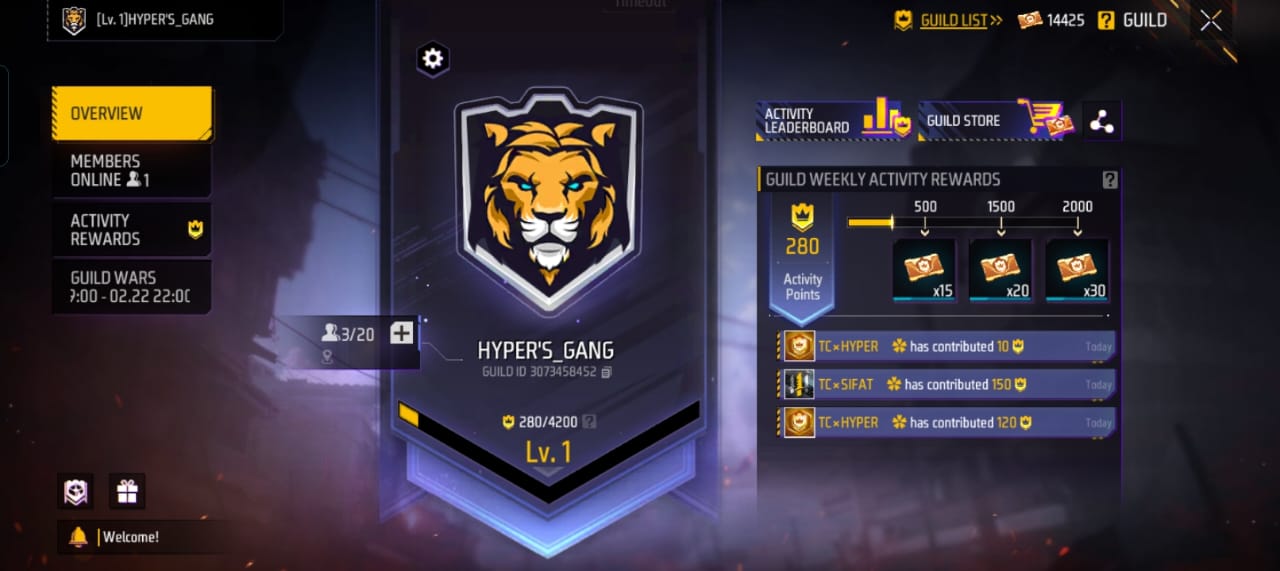 Timeout
[Lv. 1]HYPER'S_GANG
GUILD LIST>>
14425
? GUILD
OVERVIEW
MEMBERS
ONLINE 1
ACTIVITY
REWARDS
GUILD WARS
- 02.22
3/20
HYPER'S_GANG
GUILD ID 3073458452
280/4200 ?
Lv. 1
Welcome!
ACTIVITY
LEADERBOARD
GUILD STORE
GUILD WEEKLY ACTIVITY REWARDS ?
500 1500 2000
280
Activity
Points
x15 x20 x30
TC×HYPER has contributed 10 Today
TC×SIFAT has contributed 150 Today
TC×HYPER has contributed 120 Today